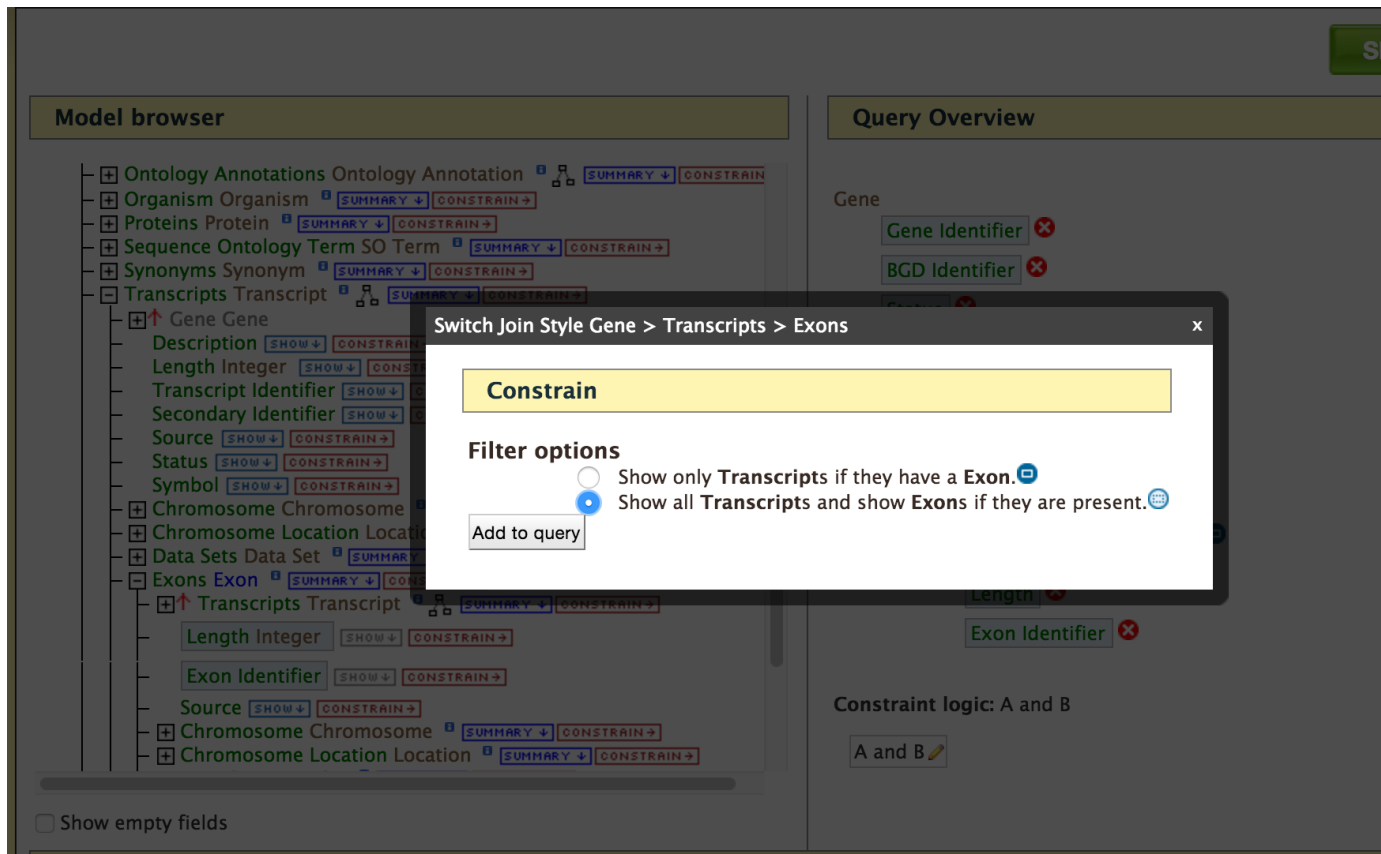 Model browser
Query Overview
Ontology Annotations Ontology Annotation SUMMARY CONSTRAIN
Organism Organism SUMMARY CONSTRAIN
Proteins Protein SUMMARY CONSTRAIN
Sequence Ontology Term SO Term SUMMARY CONSTRAIN
Synonyms Synonym SUMMARY CONSTRAIN
Transcripts Transcript SUMMARY CONSTRAIN
Gene Gene
Description SHOW CONSTRAIN
Length Integer SHOW
Transcript Identifier SHOW
Secondary Identifier SHOW
Source SHOW CONSTRAIN
Status SHOW CONSTRAIN
Symbol SHOW CONSTRAIN
Chromosome Chromosome
Chromosome Location
Data Sets Data Set
Exons Exon SUMMARY
Transcripts Transcript SUMMARY CONSTRAIN
Length Integer SHOW CONSTRAIN
Exon Identifier SHOW CONSTRAIN
Source SHOW CONSTRAIN
Chromosome Chromosome SUMMARY CONSTRAIN
Chromosome Location Location SUMMARY CONSTRAIN
Show empty fields
Switch Join Style Gene > Transcripts > Exons x
Constrain
Filter options
Show only Transcripts if they have a Exon.
Show all Transcripts and show Exons if they are present.
Add to query
Gene
Gene Identifier
BGD Identifier
Status
Length
Exon Identifier
Constraint logic: A and B
A and B